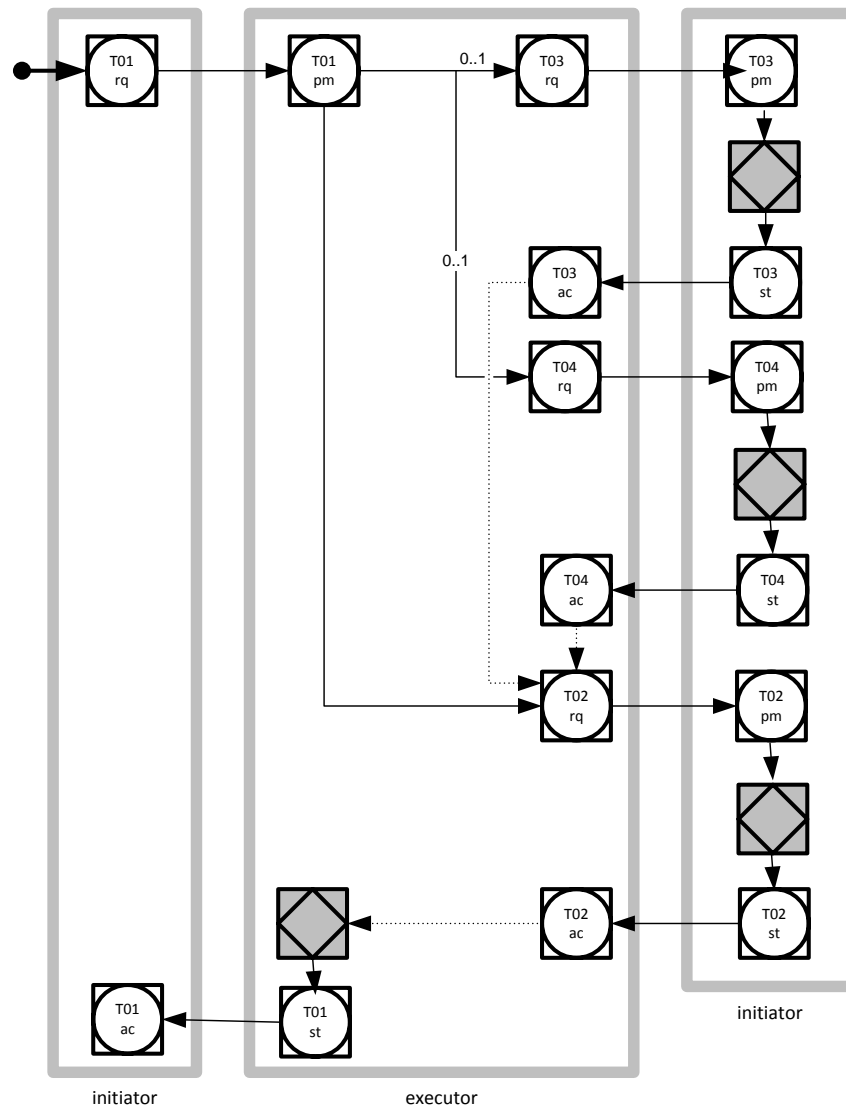 T01
rq
T01
pm
0..1
T03
rq
T03
pm
0..1
T03
ac
T03
st
T04
rq
T04
pm
T04
ac
T04
st
T02
rq
T02
pm
T02
ac
T02
st
T01
ac
T01
st
initiator
initiator
executor